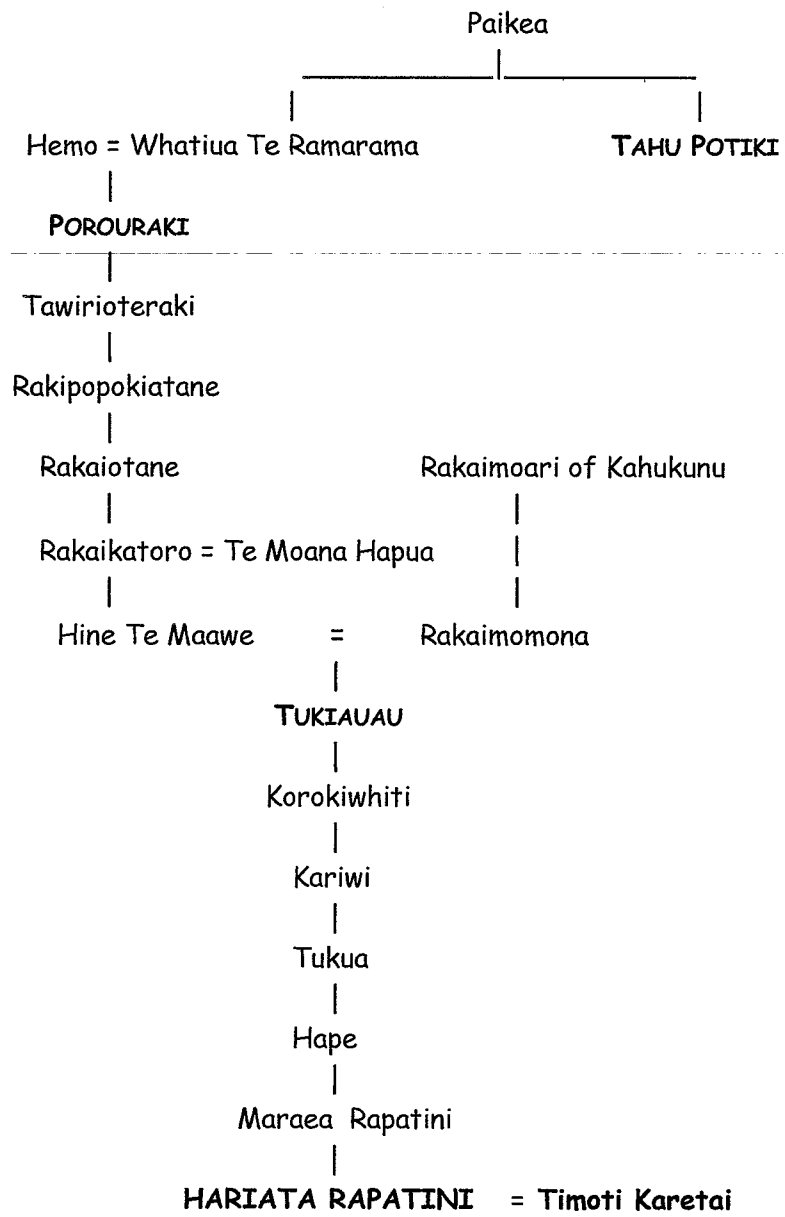 Paikea
Hemo = Whatiua Te Ramarama TAHU POTIKI
POROURAKI
Tawirioteraki
Rakipopokiatane
Rakaiotane Rakaimoari of Kahukunu
Rakaikatoro = Te Moana Hapua
Hine Te Maawe = Rakaimomona
TUKIAUAU
Korokiwhiti
Kariwi
Tukua
Hape
Maraea Rapatini
HARIATA RAPATINI = Timoti Karetai